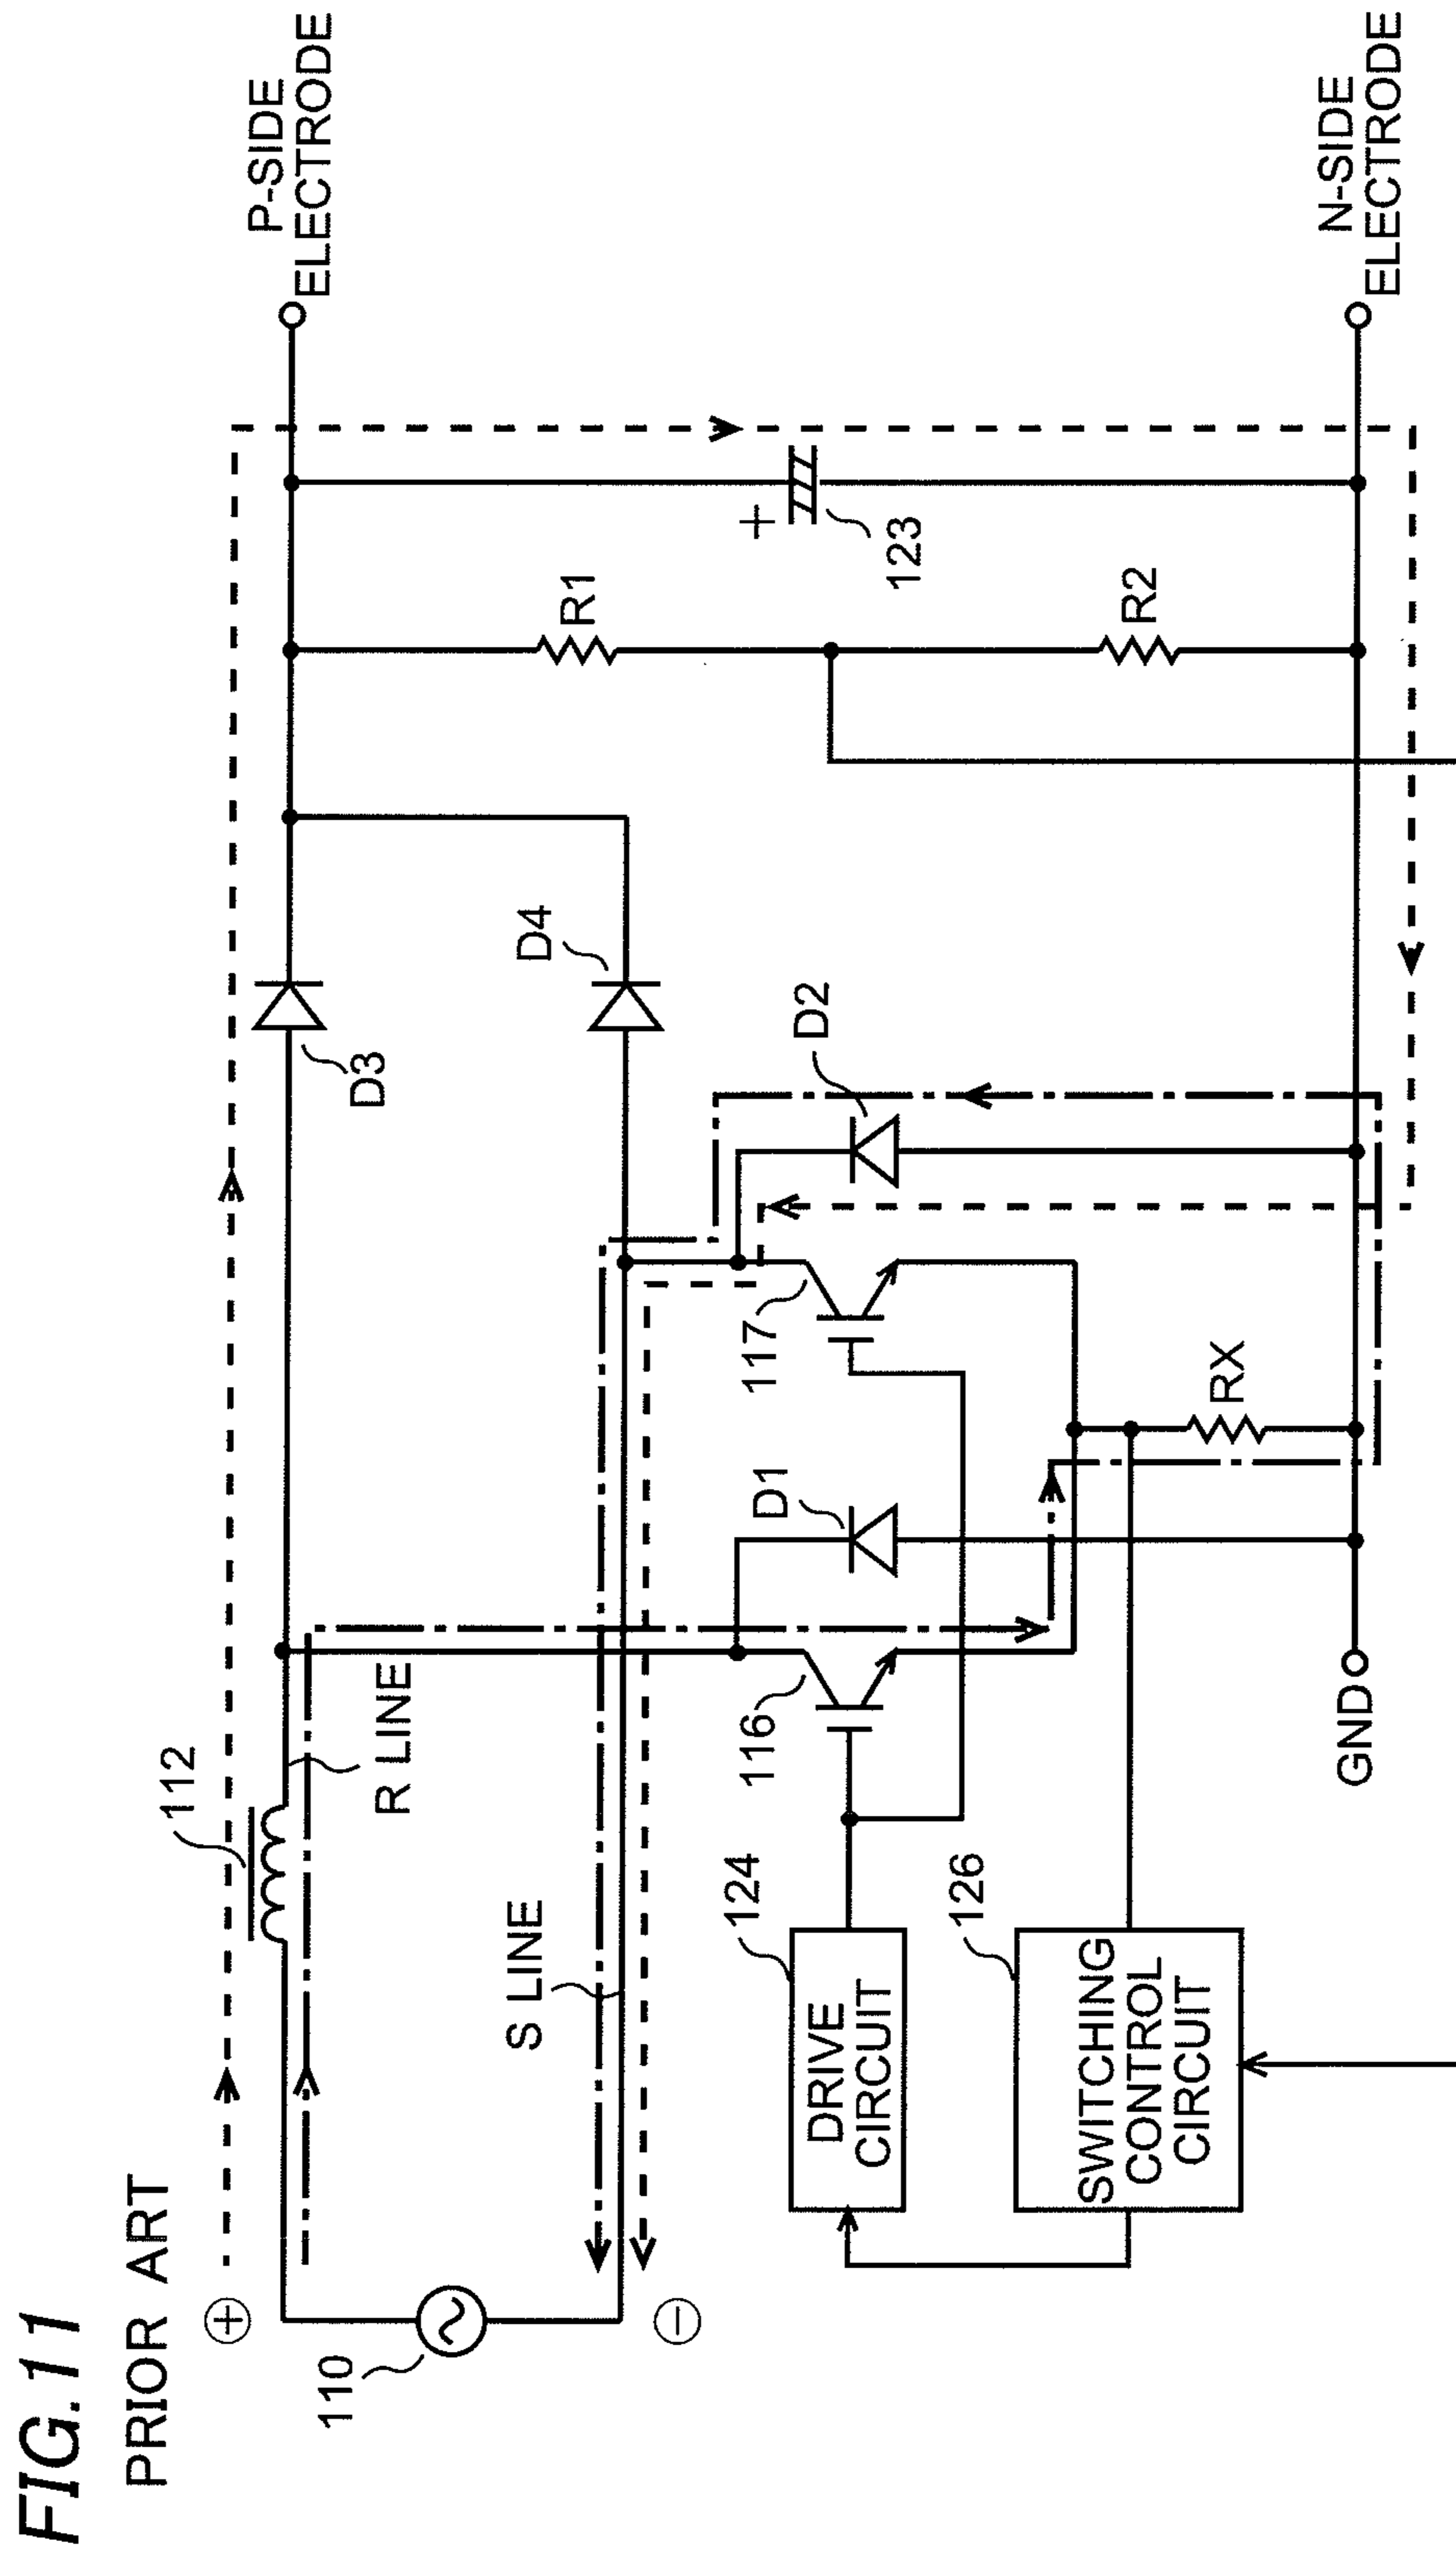 FIG.11
PRIOR ART
112
R LINE
S LINE
110
D3
D4
P-SIDE
ELECTRODE
R1
+
123
R2
D2
117
D1
116
RX
124
DRIVE
CIRCUIT
126
SWITCHING
CONTROL
CIRCUIT
GND
N-SIDE
ELECTRODE